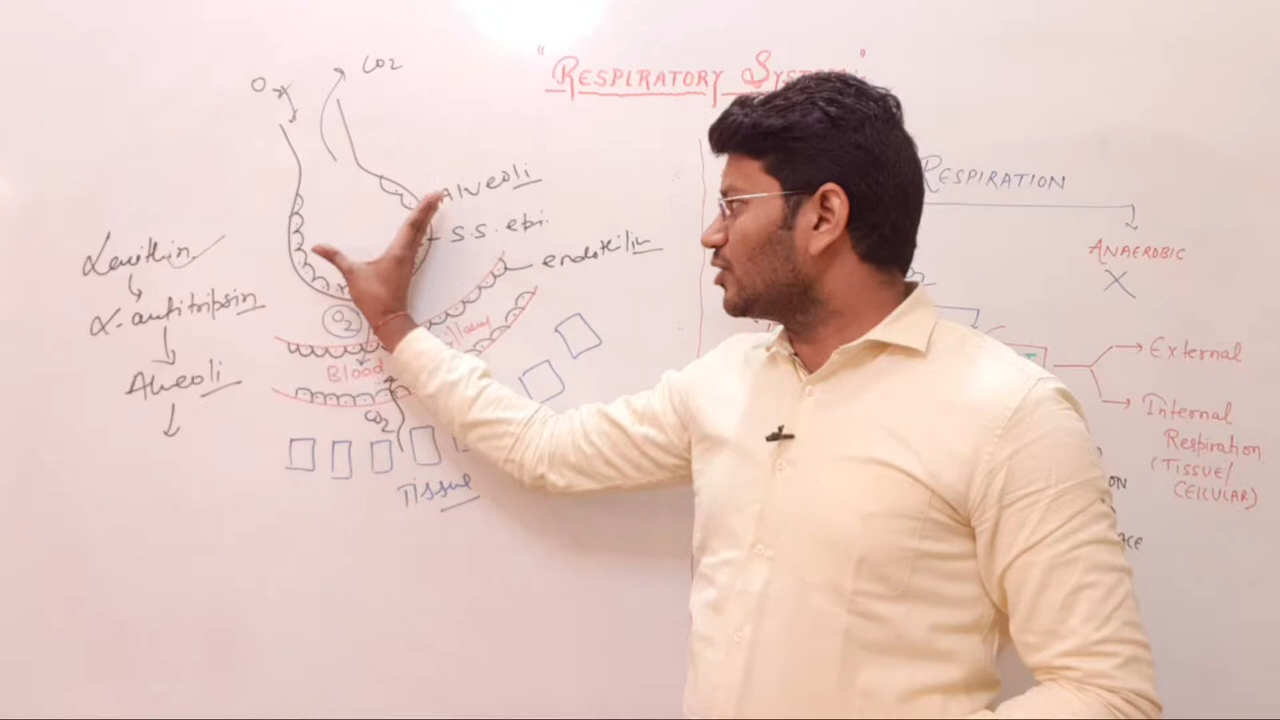 "RESPIRATORY SYSTEM"
O2
CO2
Alveoli
S.S. epi.
endothilin
Lecithin
α-antitripsin
Alveoli
O2
Blood
CO2
Tissue
RESPIRATION
ANAEROBIC
X
External
Internal
Respiration
(TISSUE/
CELLULAR)